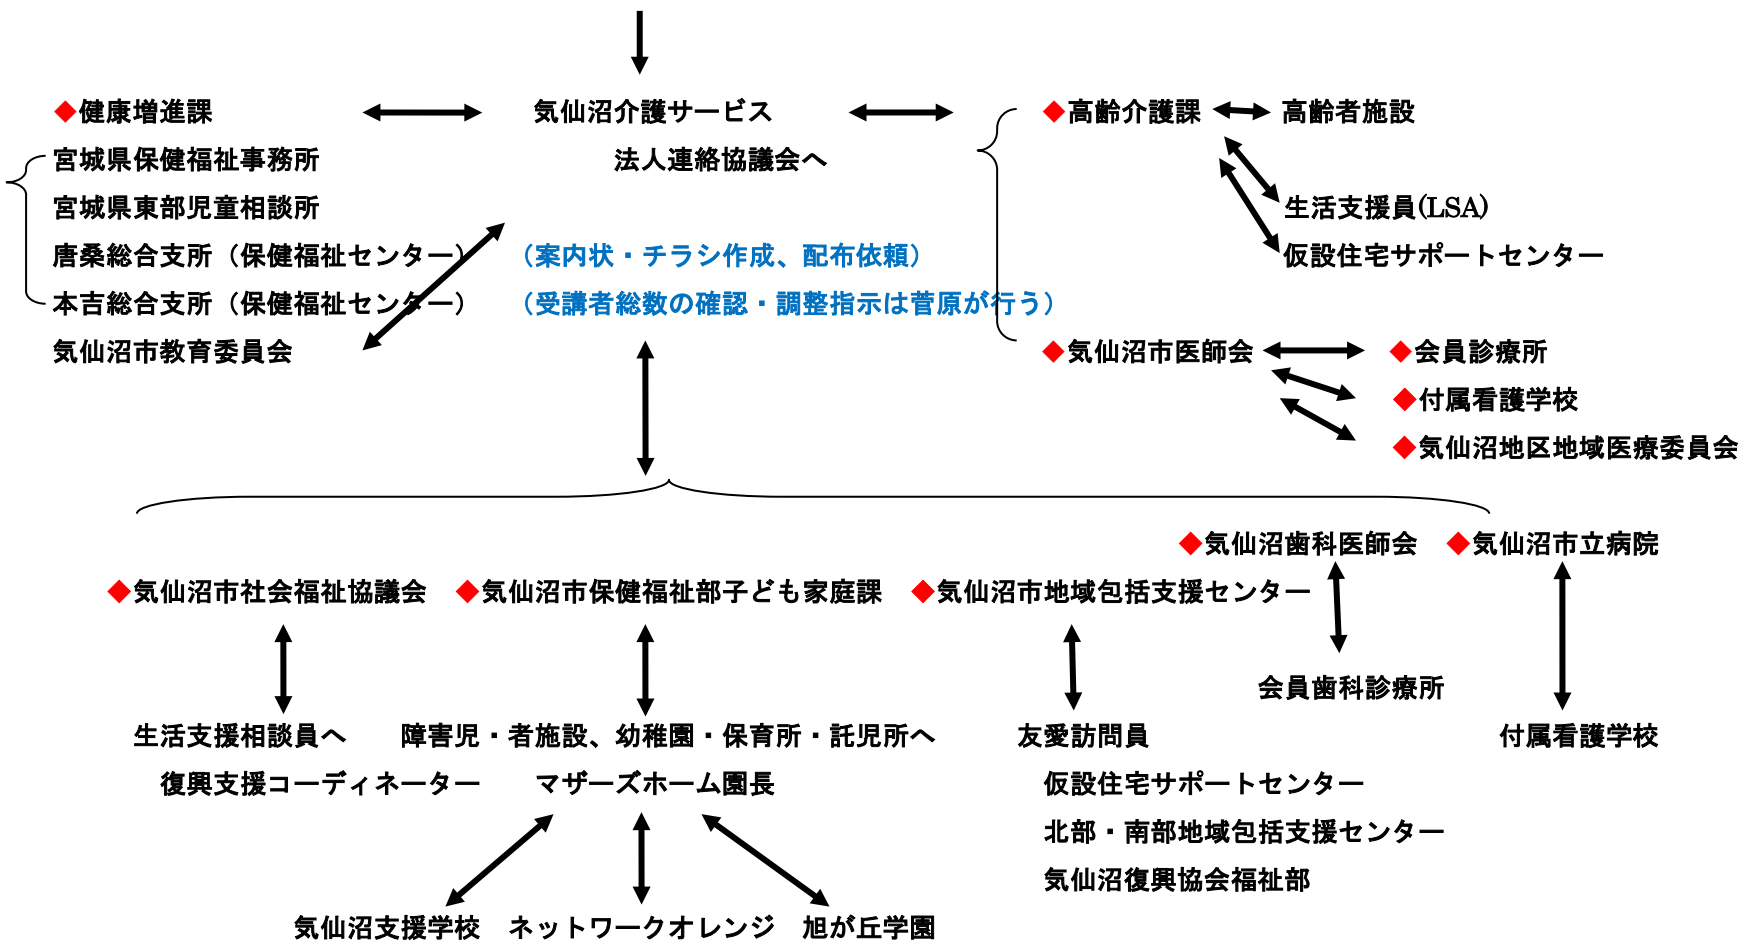 ◆健康増進課 気仙沼介護サービス ◆高齢介護課 高齢者施設
宮城県保健福祉事務所 法人連絡協議会へ
宮城県東部児童相談所 生活支援員(LSA)
唐桑総合支所（保健福祉センター） （案内状・チラシ作成、配布依頼） 仮設住宅サポートセンター
本吉総合支所（保健福祉センター） （受講者総数の確認・調整指示は菅原が行う）
気仙沼市教育委員会 ◆気仙沼市医師会 ◆会員診療所
◆付属看護学校
◆気仙沼地区地域医療委員会
◆気仙沼歯科医師会 ◆気仙沼市立病院
◆気仙沼市社会福祉協議会 ◆気仙沼市保健福祉部子ども家庭課 ◆気仙沼市地域包括支援センター
会員歯科診療所
生活支援相談員へ 障害児・者施設、幼稚園・保育所・託児所へ 友愛訪問員 付属看護学校
復興支援コーディネーター マザーズホーム園長 仮設住宅サポートセンター
北部・南部地域包括支援センター
気仙沼復興協会福祉部
気仙沼支援学校 ネットワークオレンジ 旭が丘学園